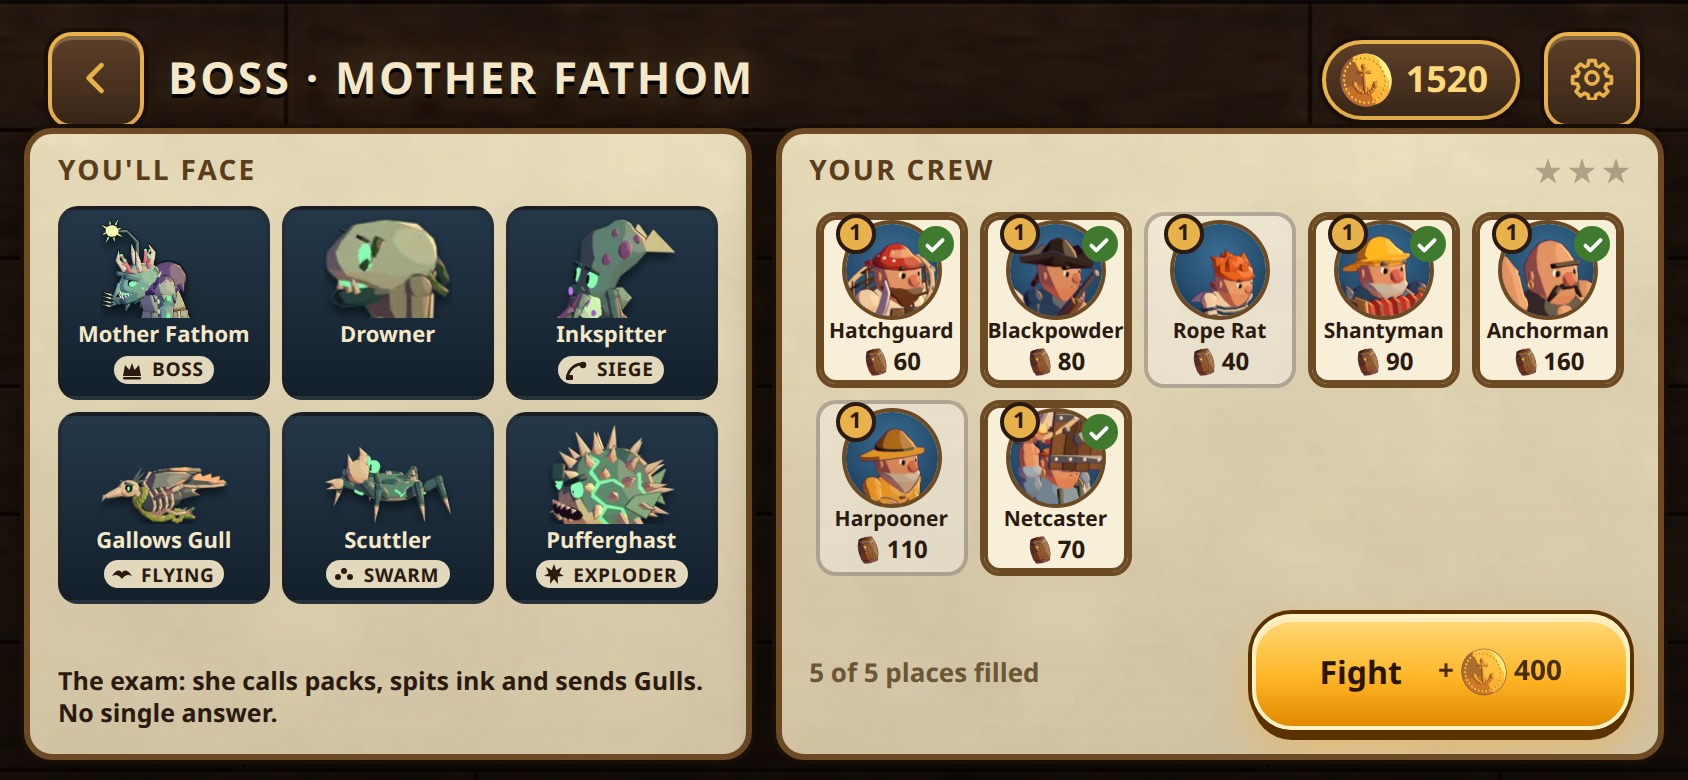 BOSS · MOTHER FATHOM
1520
YOU'LL FACE
Mother Fathom
BOSS
Drowner
Inkspitter
SIEGE
Gallows Gull
FLYING
Scuttler
SWARM
Pufferghast
EXPLODER
The exam: she calls packs, spits ink and sends Gulls.
No single answer.
YOUR CREW
1
Hatchguard
60
1
Blackpowder
80
1
Rope Rat
40
1
Shantyman
90
1
Anchorman
160
1
Harpooner
110
1
Netcaster
70
5 of 5 places filled
Fight + 400